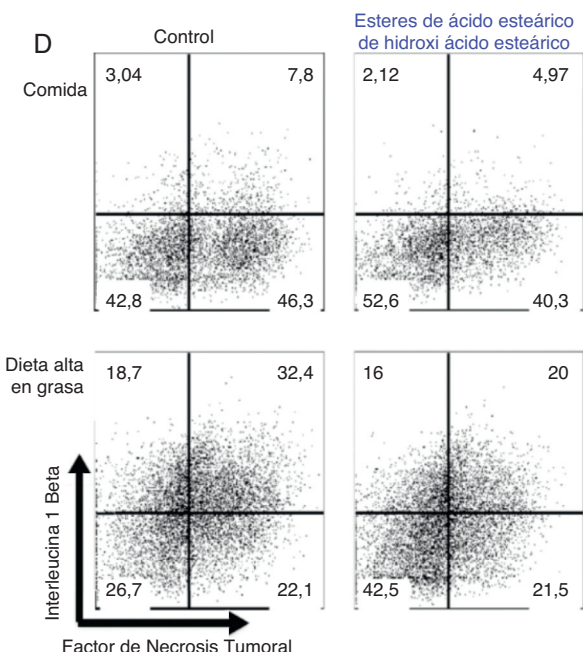 D
Control
Esteres de ácido esteárico
de hidroxi ácido esteárico
Comida
3,04
7,8
42,8
46,3
2,12
4,97
52,6
40,3
Dieta alta
en grasa
18,7
32,4
26,7
22,1
16
20
42,5
21,5
Interleucina 1 Beta
Factor de Necrosis Tumoral